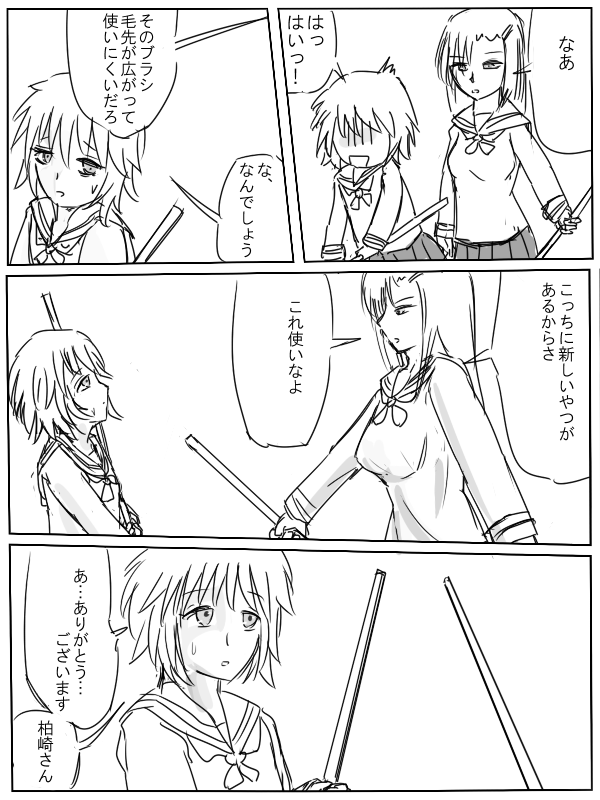 なあ
はっ
はいっ！
な、
なんでしょう
そのブラシ
毛先が広がって
使いにくいだろ
こっちに新しいやつが
あるからさ
これ使いなよ
あ…ありがとう…
ございます
柏崎さん